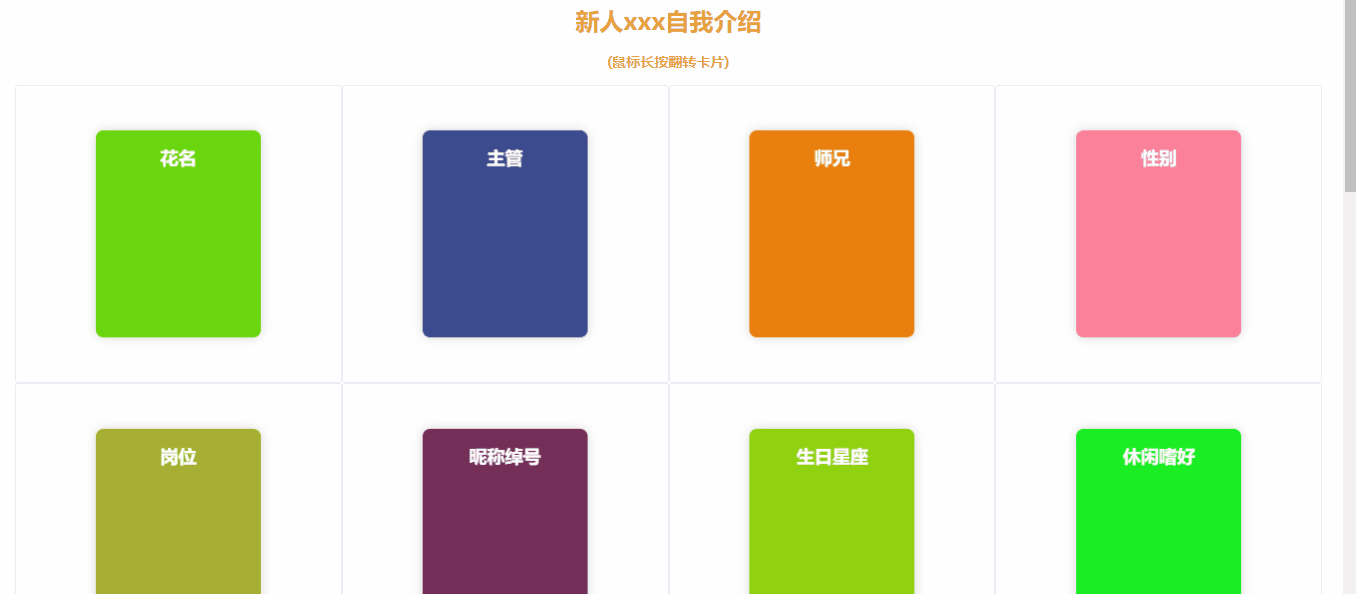 新人xxx自我介绍
(鼠标长按翻转卡片)
花名
主管
师兄
性别
岗位
昵称绰号
生日星座
休闲嗜好